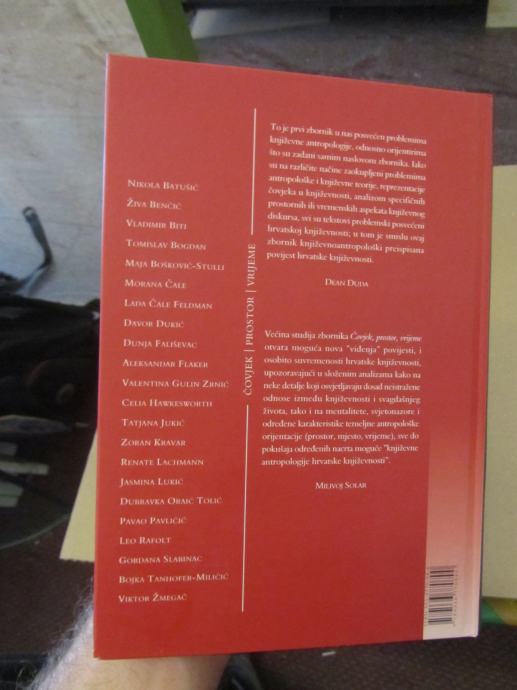 NIKOLA BATUŠIĆ
ŽIVA BENČIĆ
VLADIMIR BITI
TOMISLAV BOGDAN
MAJA BOŠKOVIĆ-STULLI
MORANA ČALE
LADA ČALE FELDMAN
DAVOR DUKIĆ
DUNJA FALIŠEVAC
ALEKSANDAR FLAKER
VALENTINA GULIN ZRNIĆ
CELIA HAWKESWORTH
TATJANA JUKIĆ
ZORAN KRAVAR
RENATE LACHMANN
JASMINA LUKIĆ
DUBRAVKA ORAIĆ TOLIĆ
PAVAO PAVLIČIĆ
LEO RAFOLT
GORDANA SLABINAC
BOJKA TANHOFER-MILIČIĆ
VIKTOR ŽMEGAČ
ČOVJEK | PROSTOR | VRIJEME
To je prvi zbornik u nas posvećen problemima
književne antropologije, odnosno orijentirima
što su zadani samim naslovom zbornika. Iako
su na različite načine zaokupljeni problemima
antropološke i književne teorije, reprezentacije
čovjeka u književnosti, analizom specifičnih
prostornih ili vremenskih aspekata književnog
diskursa, svi su tekstovi problemski posvećeni
hrvatskoj književnosti; u tom je smislu ovaj
zbornik književnoantropološki preispisana
povijest hrvatske književnosti.
DEAN DUDA
Većina studija zbornika Čovjek, prostor, vrijeme
otvara moguća nova "viđenja" povijesti, i
osobito suvremenosti hrvatske književnosti,
upozoravajući u složenim analizama kako na
neke detalje koji osvjetljavaju dosad neistražene
odnose između književnosti i svagdašnjeg
života, tako i na mentalitete, svjetonazore i
određene karakteristike temeljne antropološke
orijentacije (prostor, mjesto, vrijeme), sve do
pokušaja određenih nacrta moguće "književne
antropologije hrvatske književnosti".
MILIVOJ SOLAR